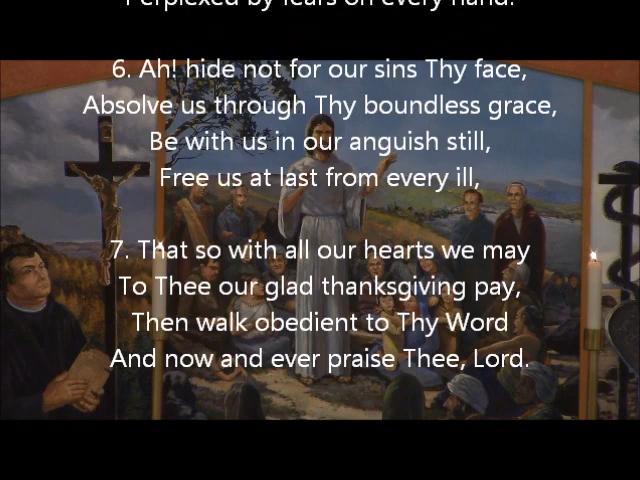 Perplexed by fears on every hand.
6. Ah! hide not for our sins Thy face,
Absolve us through Thy boundless grace,
Be with us in our anguish still,
Free us at last from every ill,
7. That so with all our hearts we may
To Thee our glad thanksgiving pay,
Then walk obedient to Thy Word
And now and ever praise Thee, Lord.